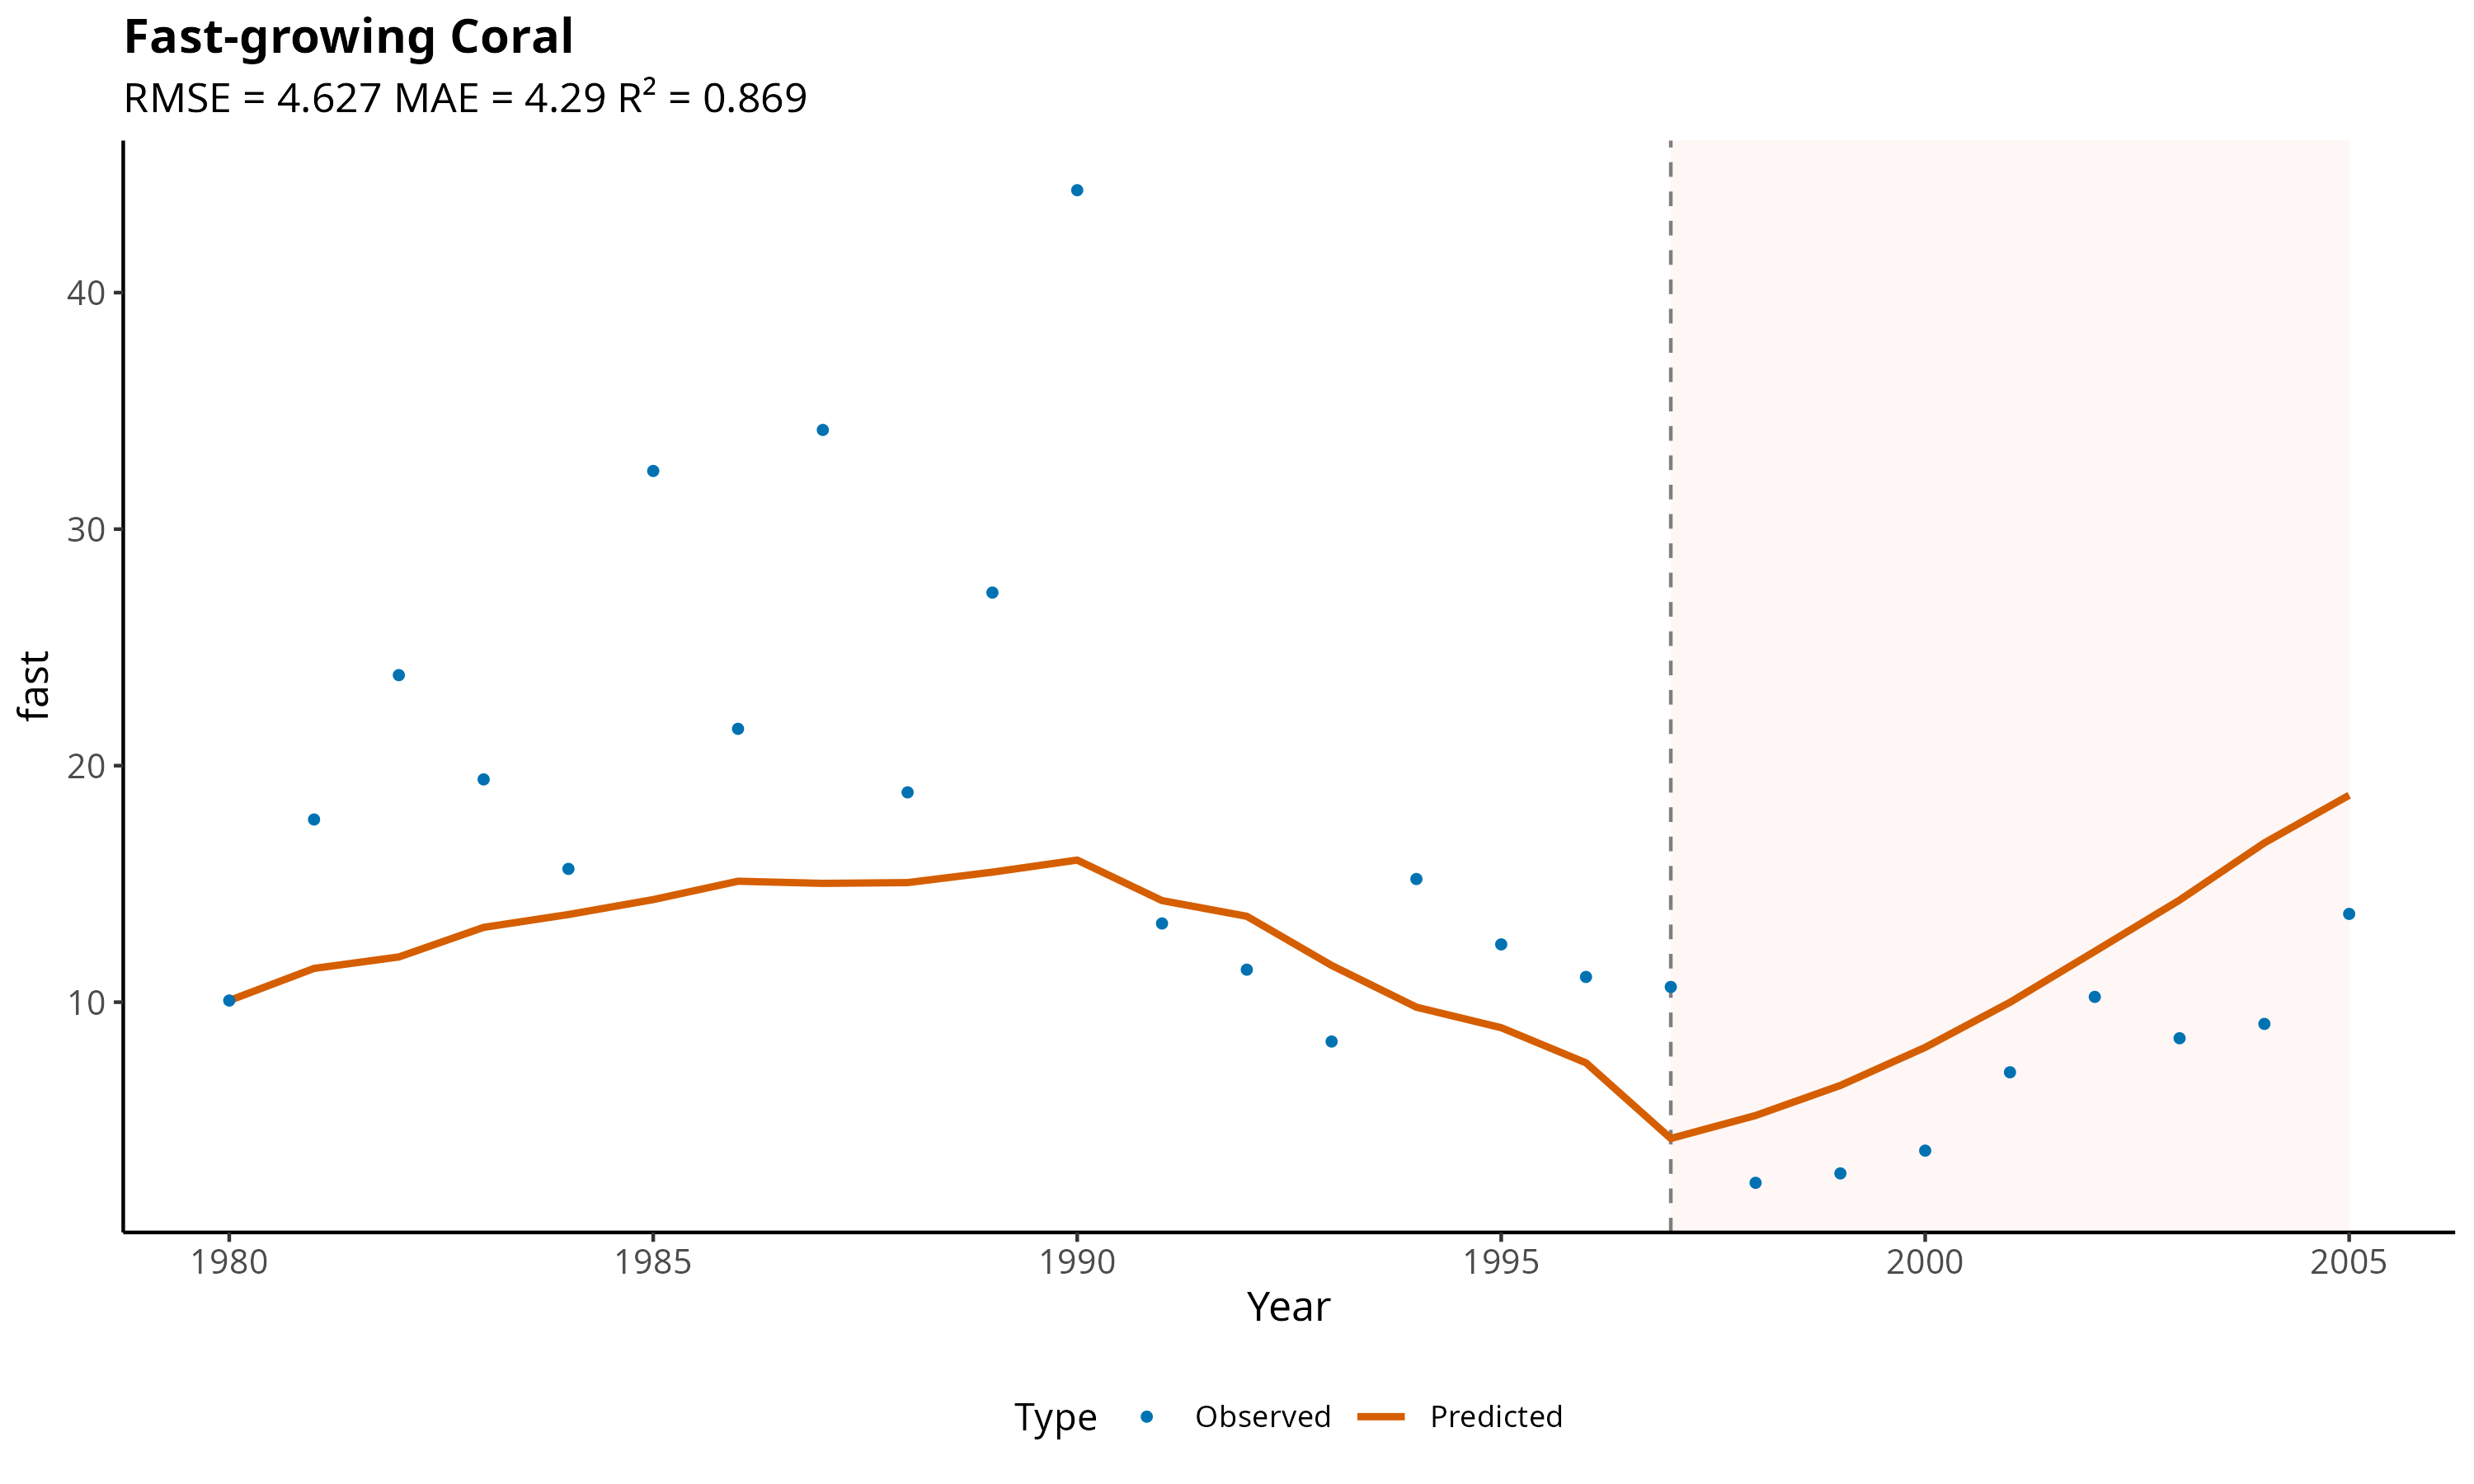 Fast-growing Coral
RMSE = 4.627 MAE = 4.29 R² = 0.869
40
30
20
10
fast
1980 1985 1990 1995 2000 2005
Year
Type Observed Predicted